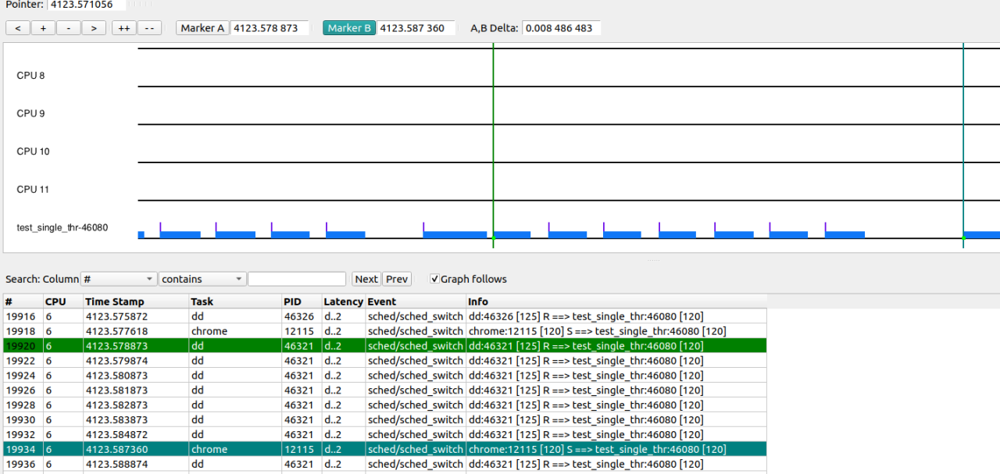 Pointer: 4123.571056
< + - > ++ -- Marker A 4123.578 873 Marker B 4123.587 360 A,B Delta: 0.008 486 483
CPU 8
CPU 9
CPU 10
CPU 11
test_single_thr-46080
Search: Column # contains Next Prev Graph follows
# CPU Time Stamp Task PID Latency Event Info
19916 6 4123.575872 dd 46326 d..2 sched/sched_switch dd:46326 [125] R ==> test_single_thr:46080 [120]
19918 6 4123.577618 chrome 12115 d..2 sched/sched_switch chrome:12115 [120] S ==> test_single_thr:46080 [120]
19920 6 4123.578873 dd 46321 d..2 sched/sched_switch dd:46321 [125] R ==> test_single_thr:46080 [120]
19922 6 4123.579874 dd 46321 d..2 sched/sched_switch dd:46321 [125] R ==> test_single_thr:46080 [120]
19924 6 4123.580873 dd 46321 d..2 sched/sched_switch dd:46321 [125] R ==> test_single_thr:46080 [120]
19926 6 4123.581873 dd 46321 d..2 sched/sched_switch dd:46321 [125] R ==> test_single_thr:46080 [120]
19928 6 4123.582873 dd 46321 d..2 sched/sched_switch dd:46321 [125] R ==> test_single_thr:46080 [120]
19930 6 4123.583873 dd 46321 d..2 sched/sched_switch dd:46321 [125] R ==> test_single_thr:46080 [120]
19932 6 4123.584872 dd 46321 d..2 sched/sched_switch dd:46321 [125] R ==> test_single_thr:46080 [120]
19934 6 4123.587360 chrome 12115 d..2 sched/sched_switch chrome:12115 [120] S ==> test_single_thr:46080 [120]
19936 6 4123.588874 dd 46321 d..2 sched/sched_switch dd:46321 [125] R ==> test_single_thr:46080 [120]